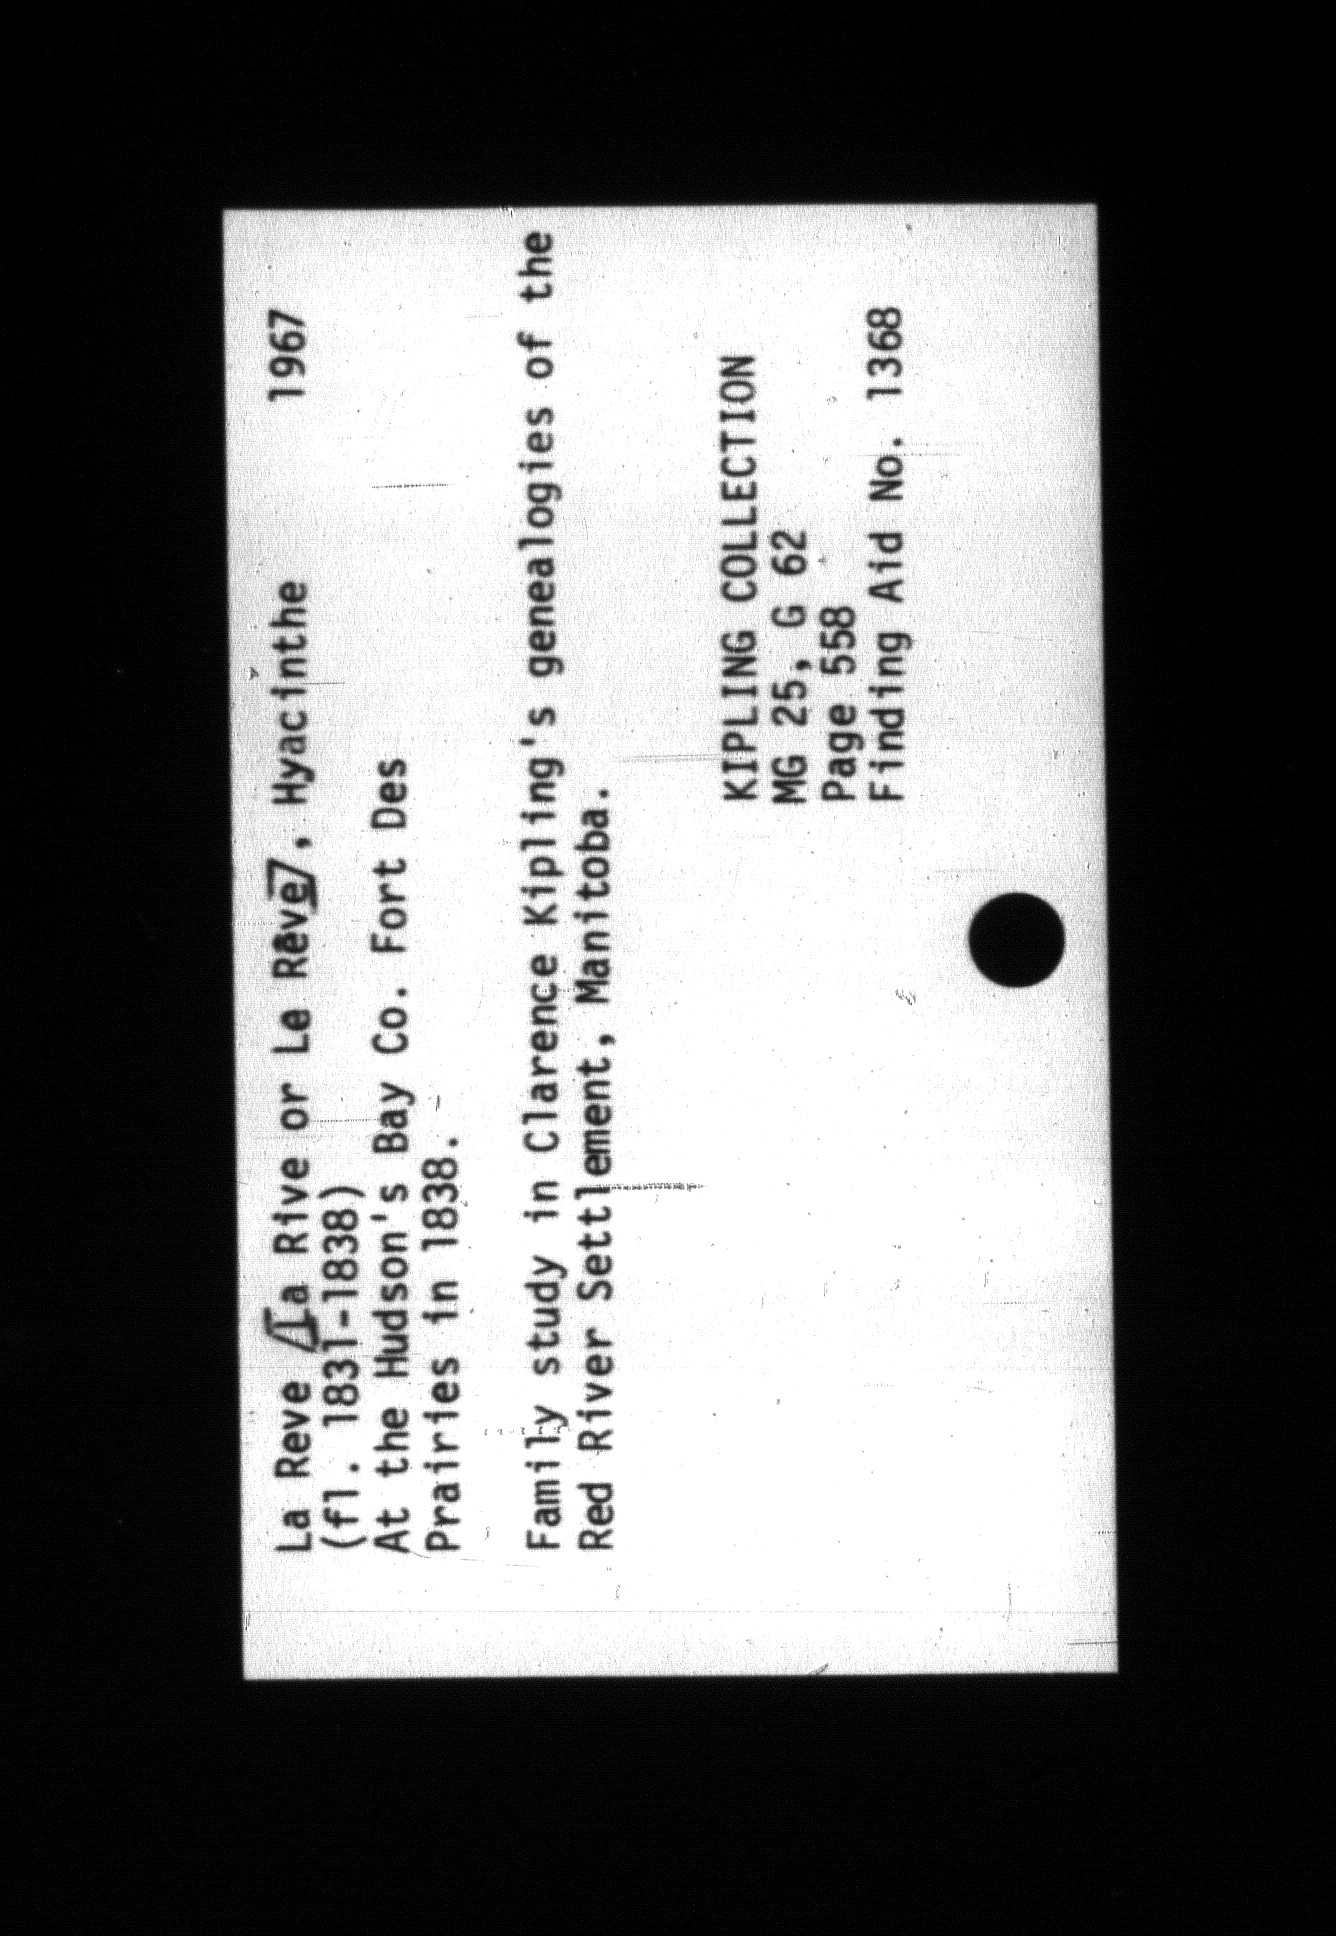 La Reve [La Rive or Le Rêve], Hyacinthe 1967
(fl. 1831-1838)
At the Hudson's Bay Co. Fort Des
Prairies in 1838.
Family study in Clarence Kipling's genealogies of the
Red River Settlement, Manitoba.
KIPLING COLLECTION
MG 25, G 62
Page 558
Finding Aid No. 1368